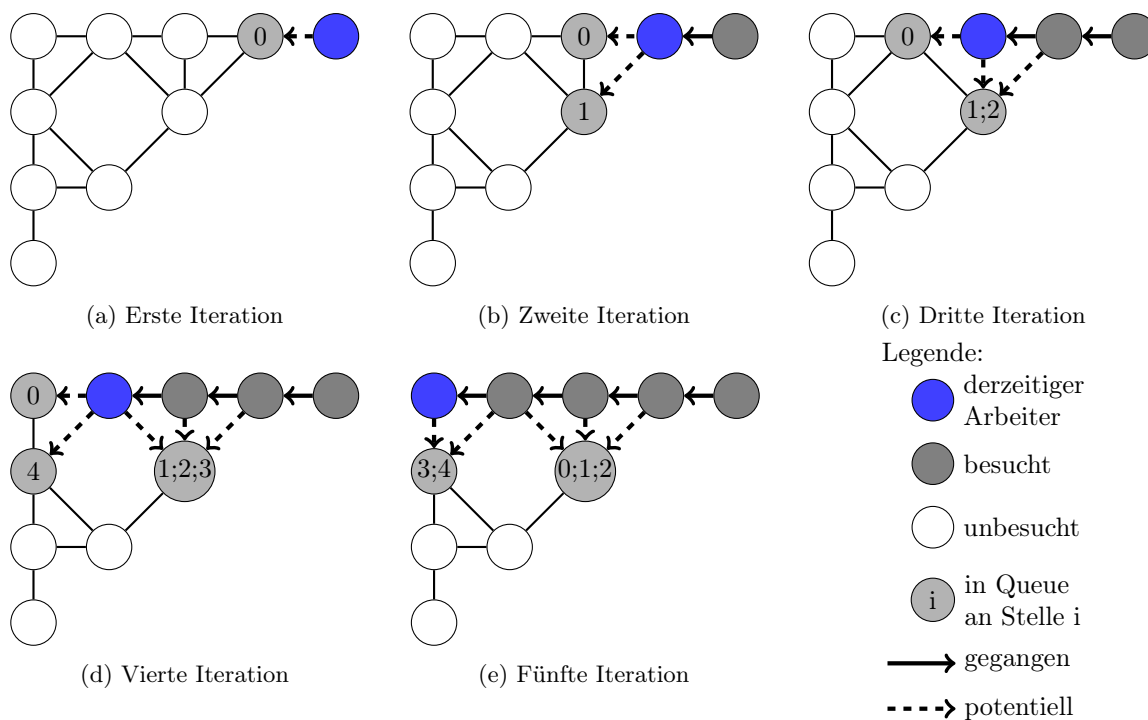 0
0
1
0
1;2
(a) Erste Iteration
(b) Zweite Iteration
(c) Dritte Iteration
0
4
1;2;3
3;4
0;1;2
(d) Vierte Iteration
(e) Fünfte Iteration
Legende:
derzeitiger
Arbeiter
besucht
unbesucht
i
in Queue
an Stelle i
gegangen
potentiell